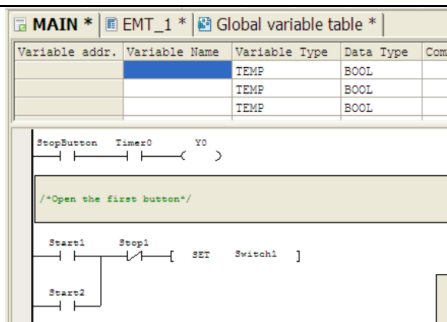 MAIN * EMT_1 * Global variable table *
Variable addr. Variable Name Variable Type Data Type Com
TEMP BOOL
TEMP BOOL
TEMP BOOL
StopButton Timer0 Y0
/*Open the first button*/
Start1 Stop1
[ SET Switch1 ]
Start2